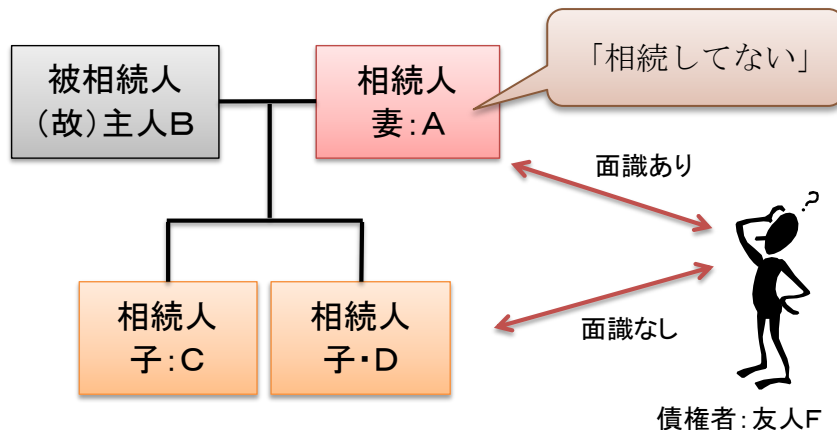 被相続人
(故)主人B
相続人
妻:A
「相続してない」
面識あり
?
相続人
子:C
相続人
子・D
面識なし
債権者:友人F